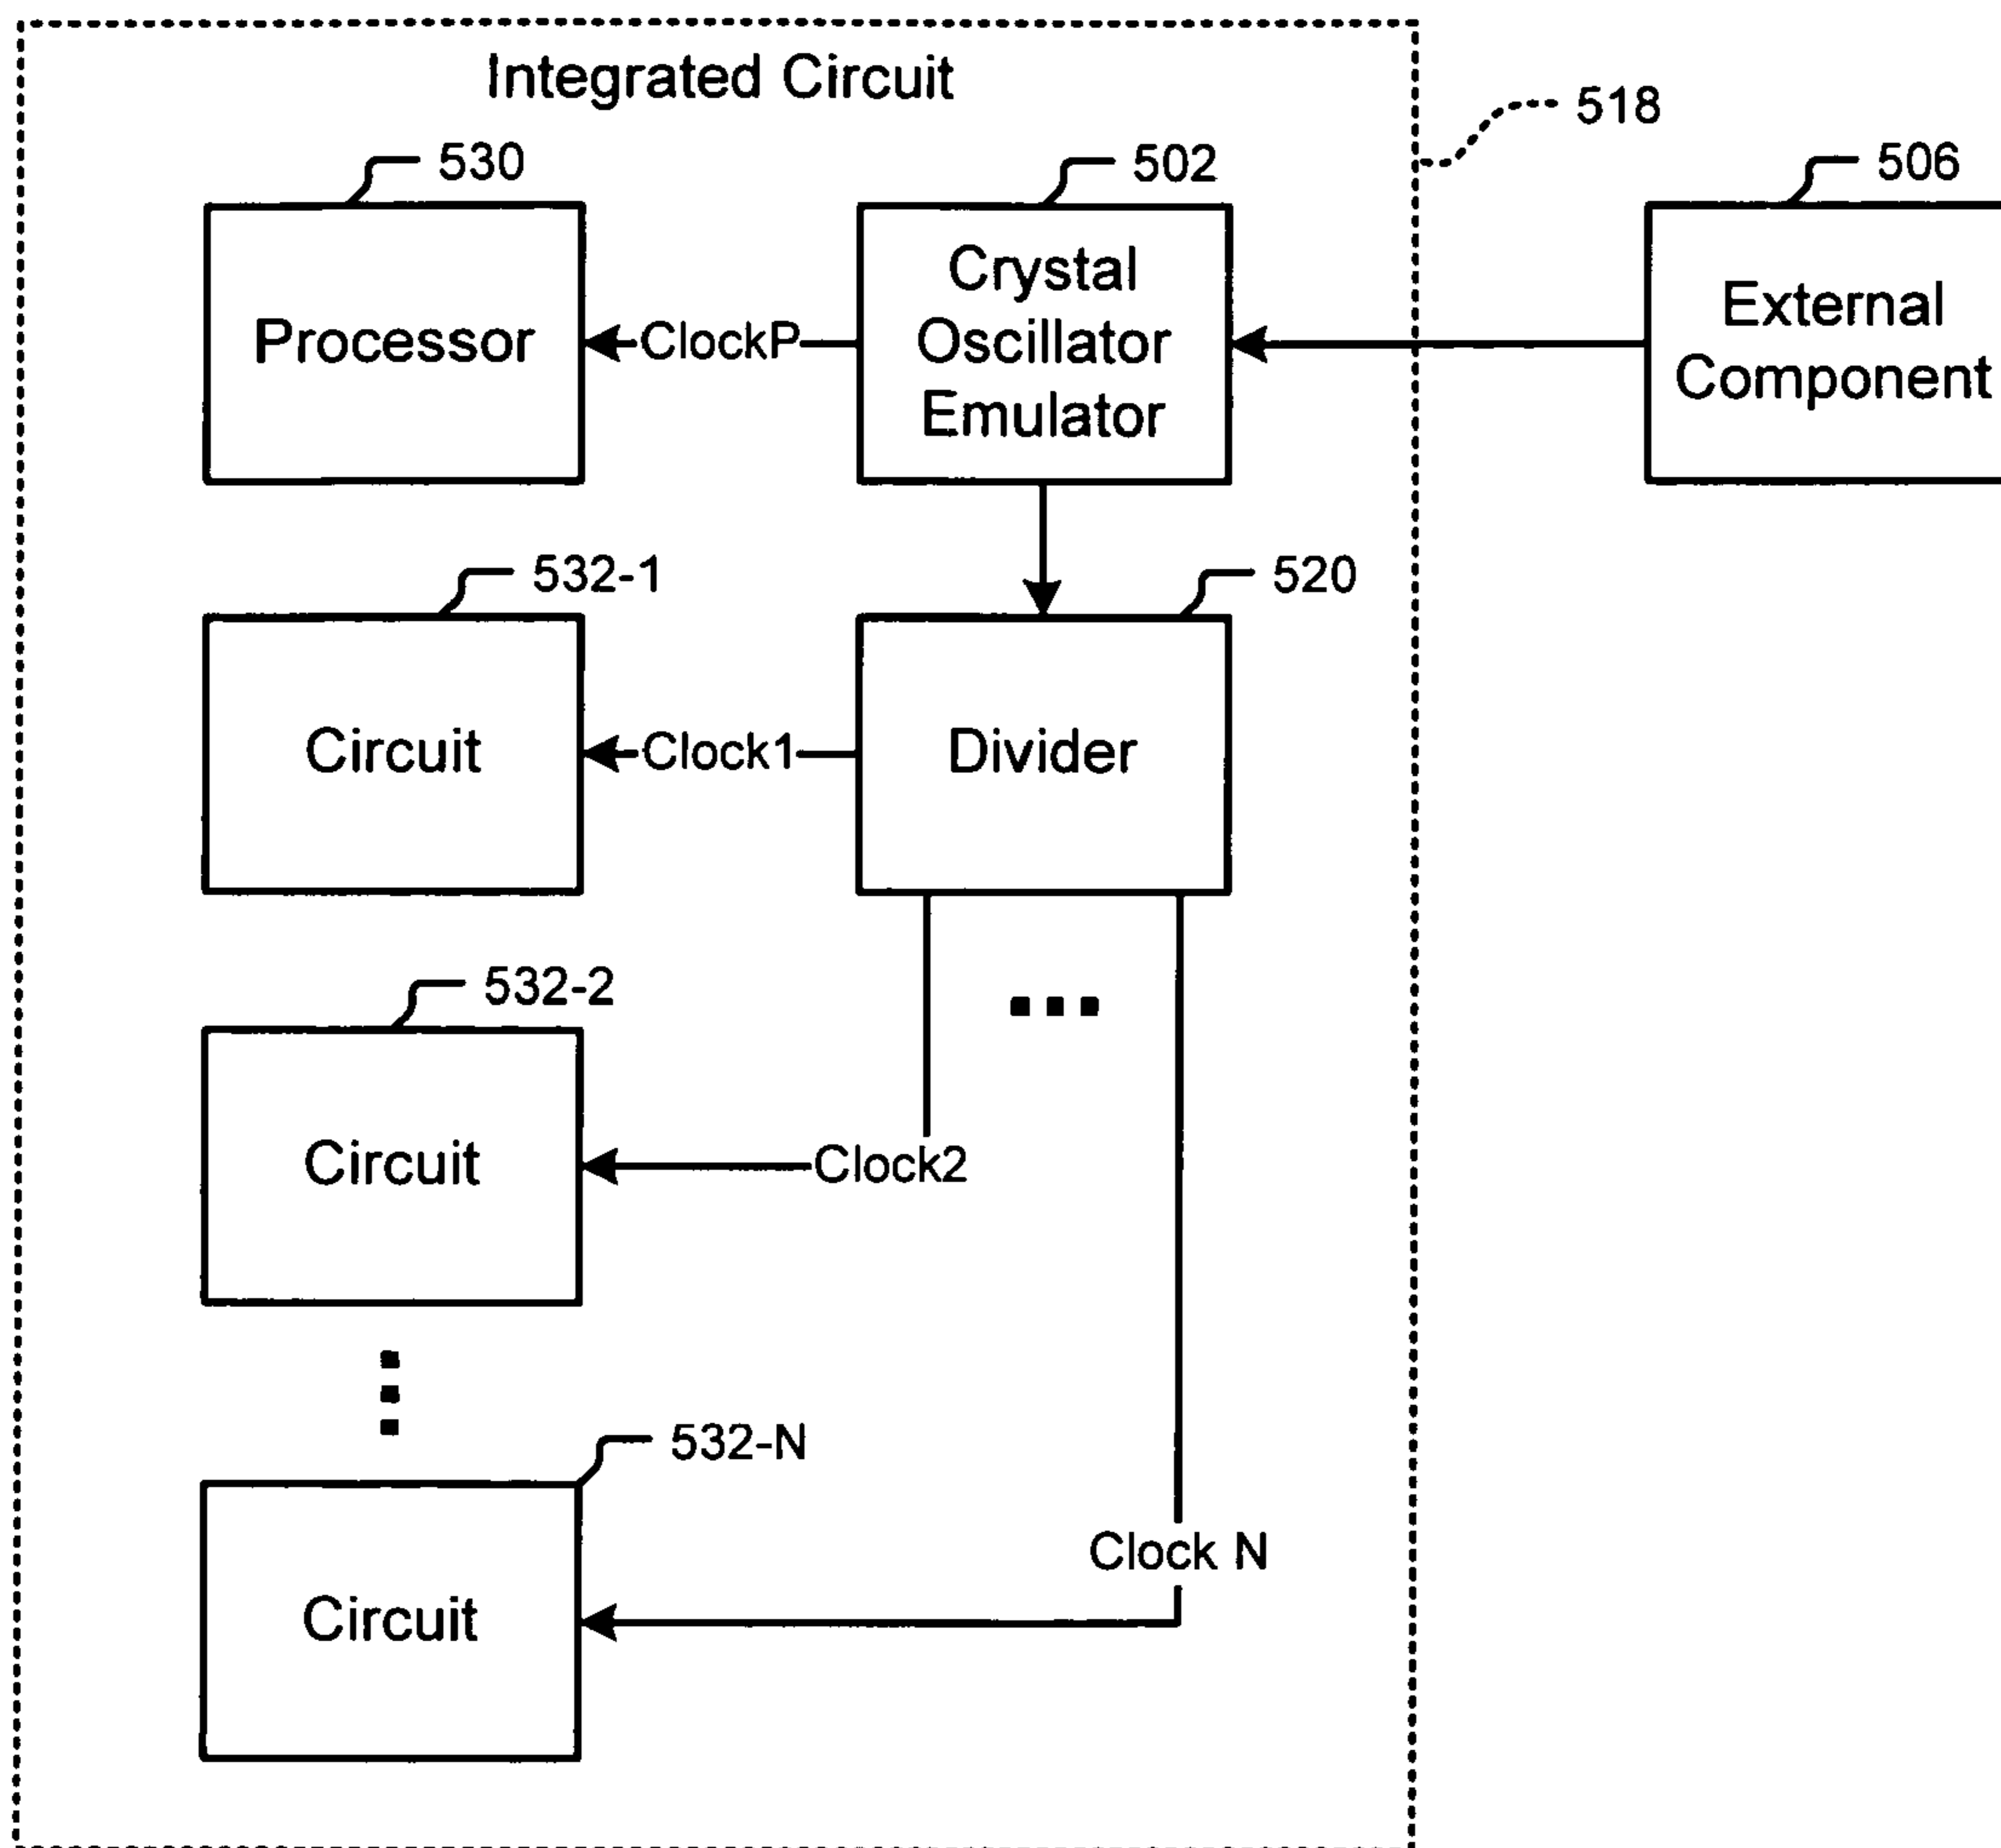 Integrated Circuit
518
530
502
506
Processor
ClockP
Crystal
Oscillator
Emulator
External
Component
532-1
520
Circuit
Clock1
Divider
532-2
Circuit
Clock2
532-N
Clock N
Circuit